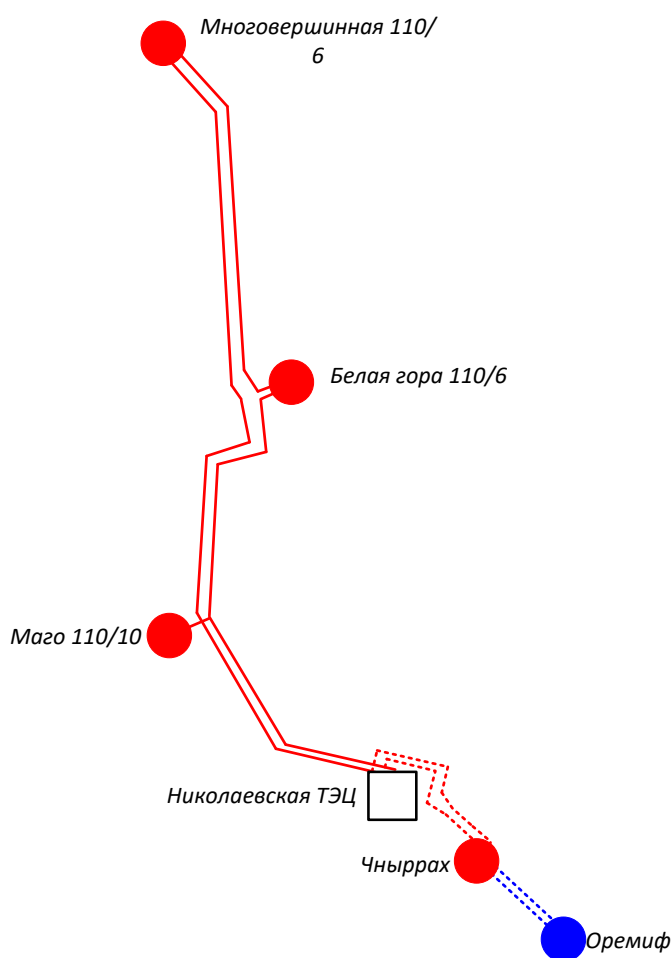 Многовершинная 110/
6
Белая гора 110/6
Маго 110/10
Николаевская ТЭЦ
Чныррах
Оремиф